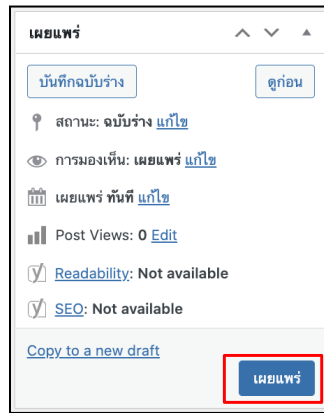 เผยแพร่
บันทึกฉบับร่าง ดูก่อน
สถานะ: ฉบับร่าง แก้ไข
การมองเห็น: เผยแพร่ แก้ไข
เผยแพร่ ทันที แก้ไข
Post Views: 0 Edit
Readability: Not available
SEO: Not available
Copy to a new draft
เผยแพร่